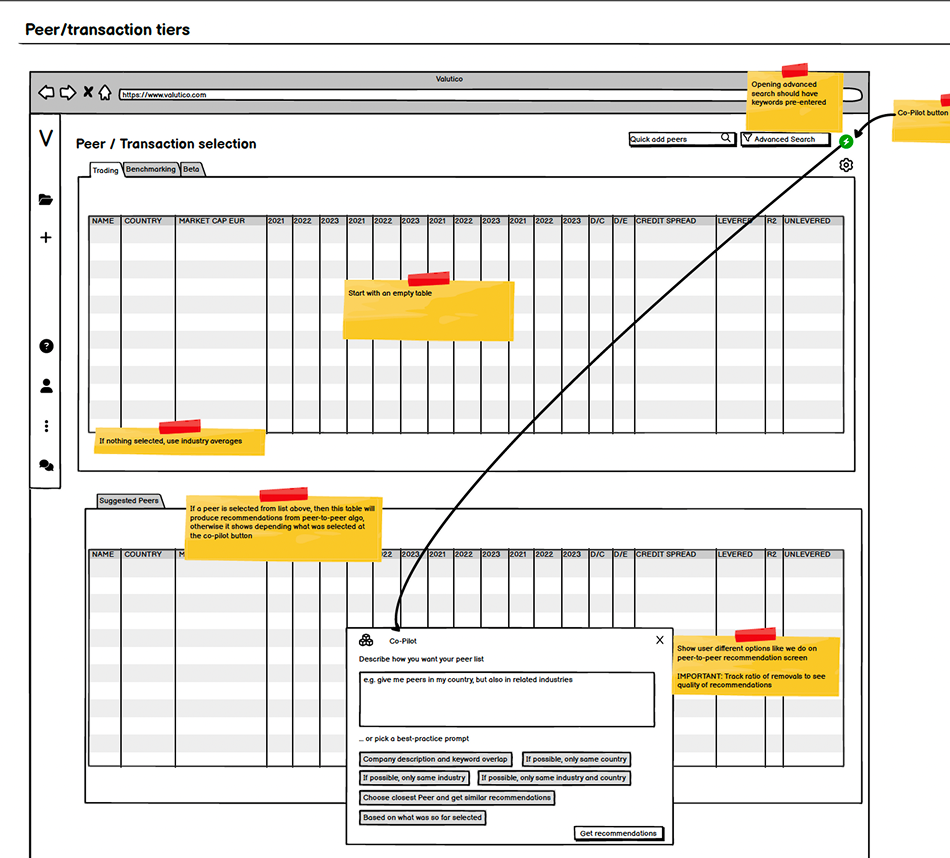 Peer/transaction tiers
Valutico
https://www.valutico.com
Opening advanced
search should have
keywords pre-entered
Co-Pilot button
V
Peer / Transaction selection
Quick add peers
Advanced Search
Trading
Benchmarking
Beta
NAME COUNTRY MARKET CAP EUR 2021 2022 2023 2021 2022 2023 2021 2022 2023 2021 2022 2023 D/C D/E CREDIT SPREAD LEVERED R2 UNLEVERED
Start with an empty table
If nothing selected, use industry averages
Suggested Peers
If a peer is selected from list above, then this table will
produce recommendations from peer-to-peer algo,
otherwise it shows depending what was selected at
the co-pilot button
NAME COUNTRY M 22 2023 2021 2022 2023 2021 2022 2023 D/C D/E CREDIT SPREAD LEVERED R2 UNLEVERED
Co-Pilot
X
Describe how you want your peer list
e.g. give me peers in my country, but also in related industries
... or pick a best-practice prompt
Company description and keyword overlap
If possible, only same country
If possible, only same industry
If possible, only same industry and country
Choose closest Peer and get similar recommendations
Based on what was so far selected
Get recommendations
Show user different options like we do on
peer-to-peer recommendation screen
IMPORTANT: Track ratio of removals to see
quality of recommendations